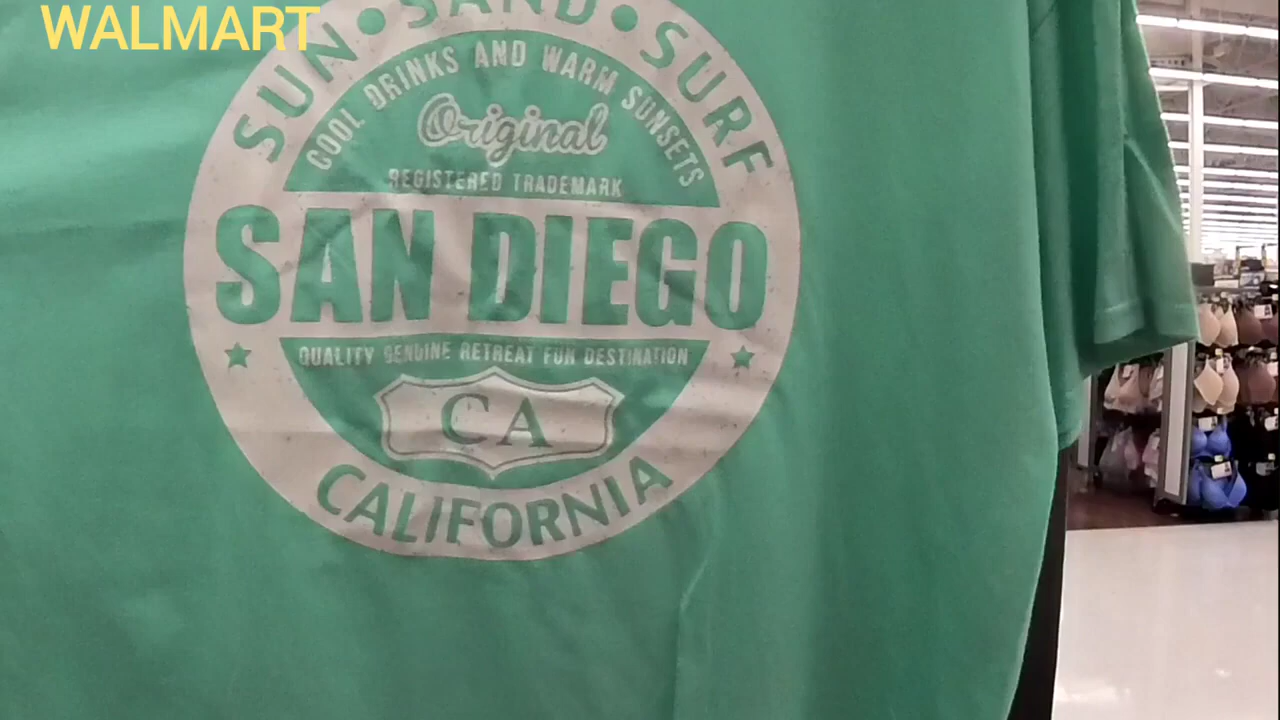 WALMART
SUN • SAND • SURF
COOL DRINKS AND WARM SUNSETS
Original
REGISTERED TRADEMARK
SAN DIEGO
QUALITY GENUINE RETREAT FUN DESTINATION
CA
CALIFORNIA